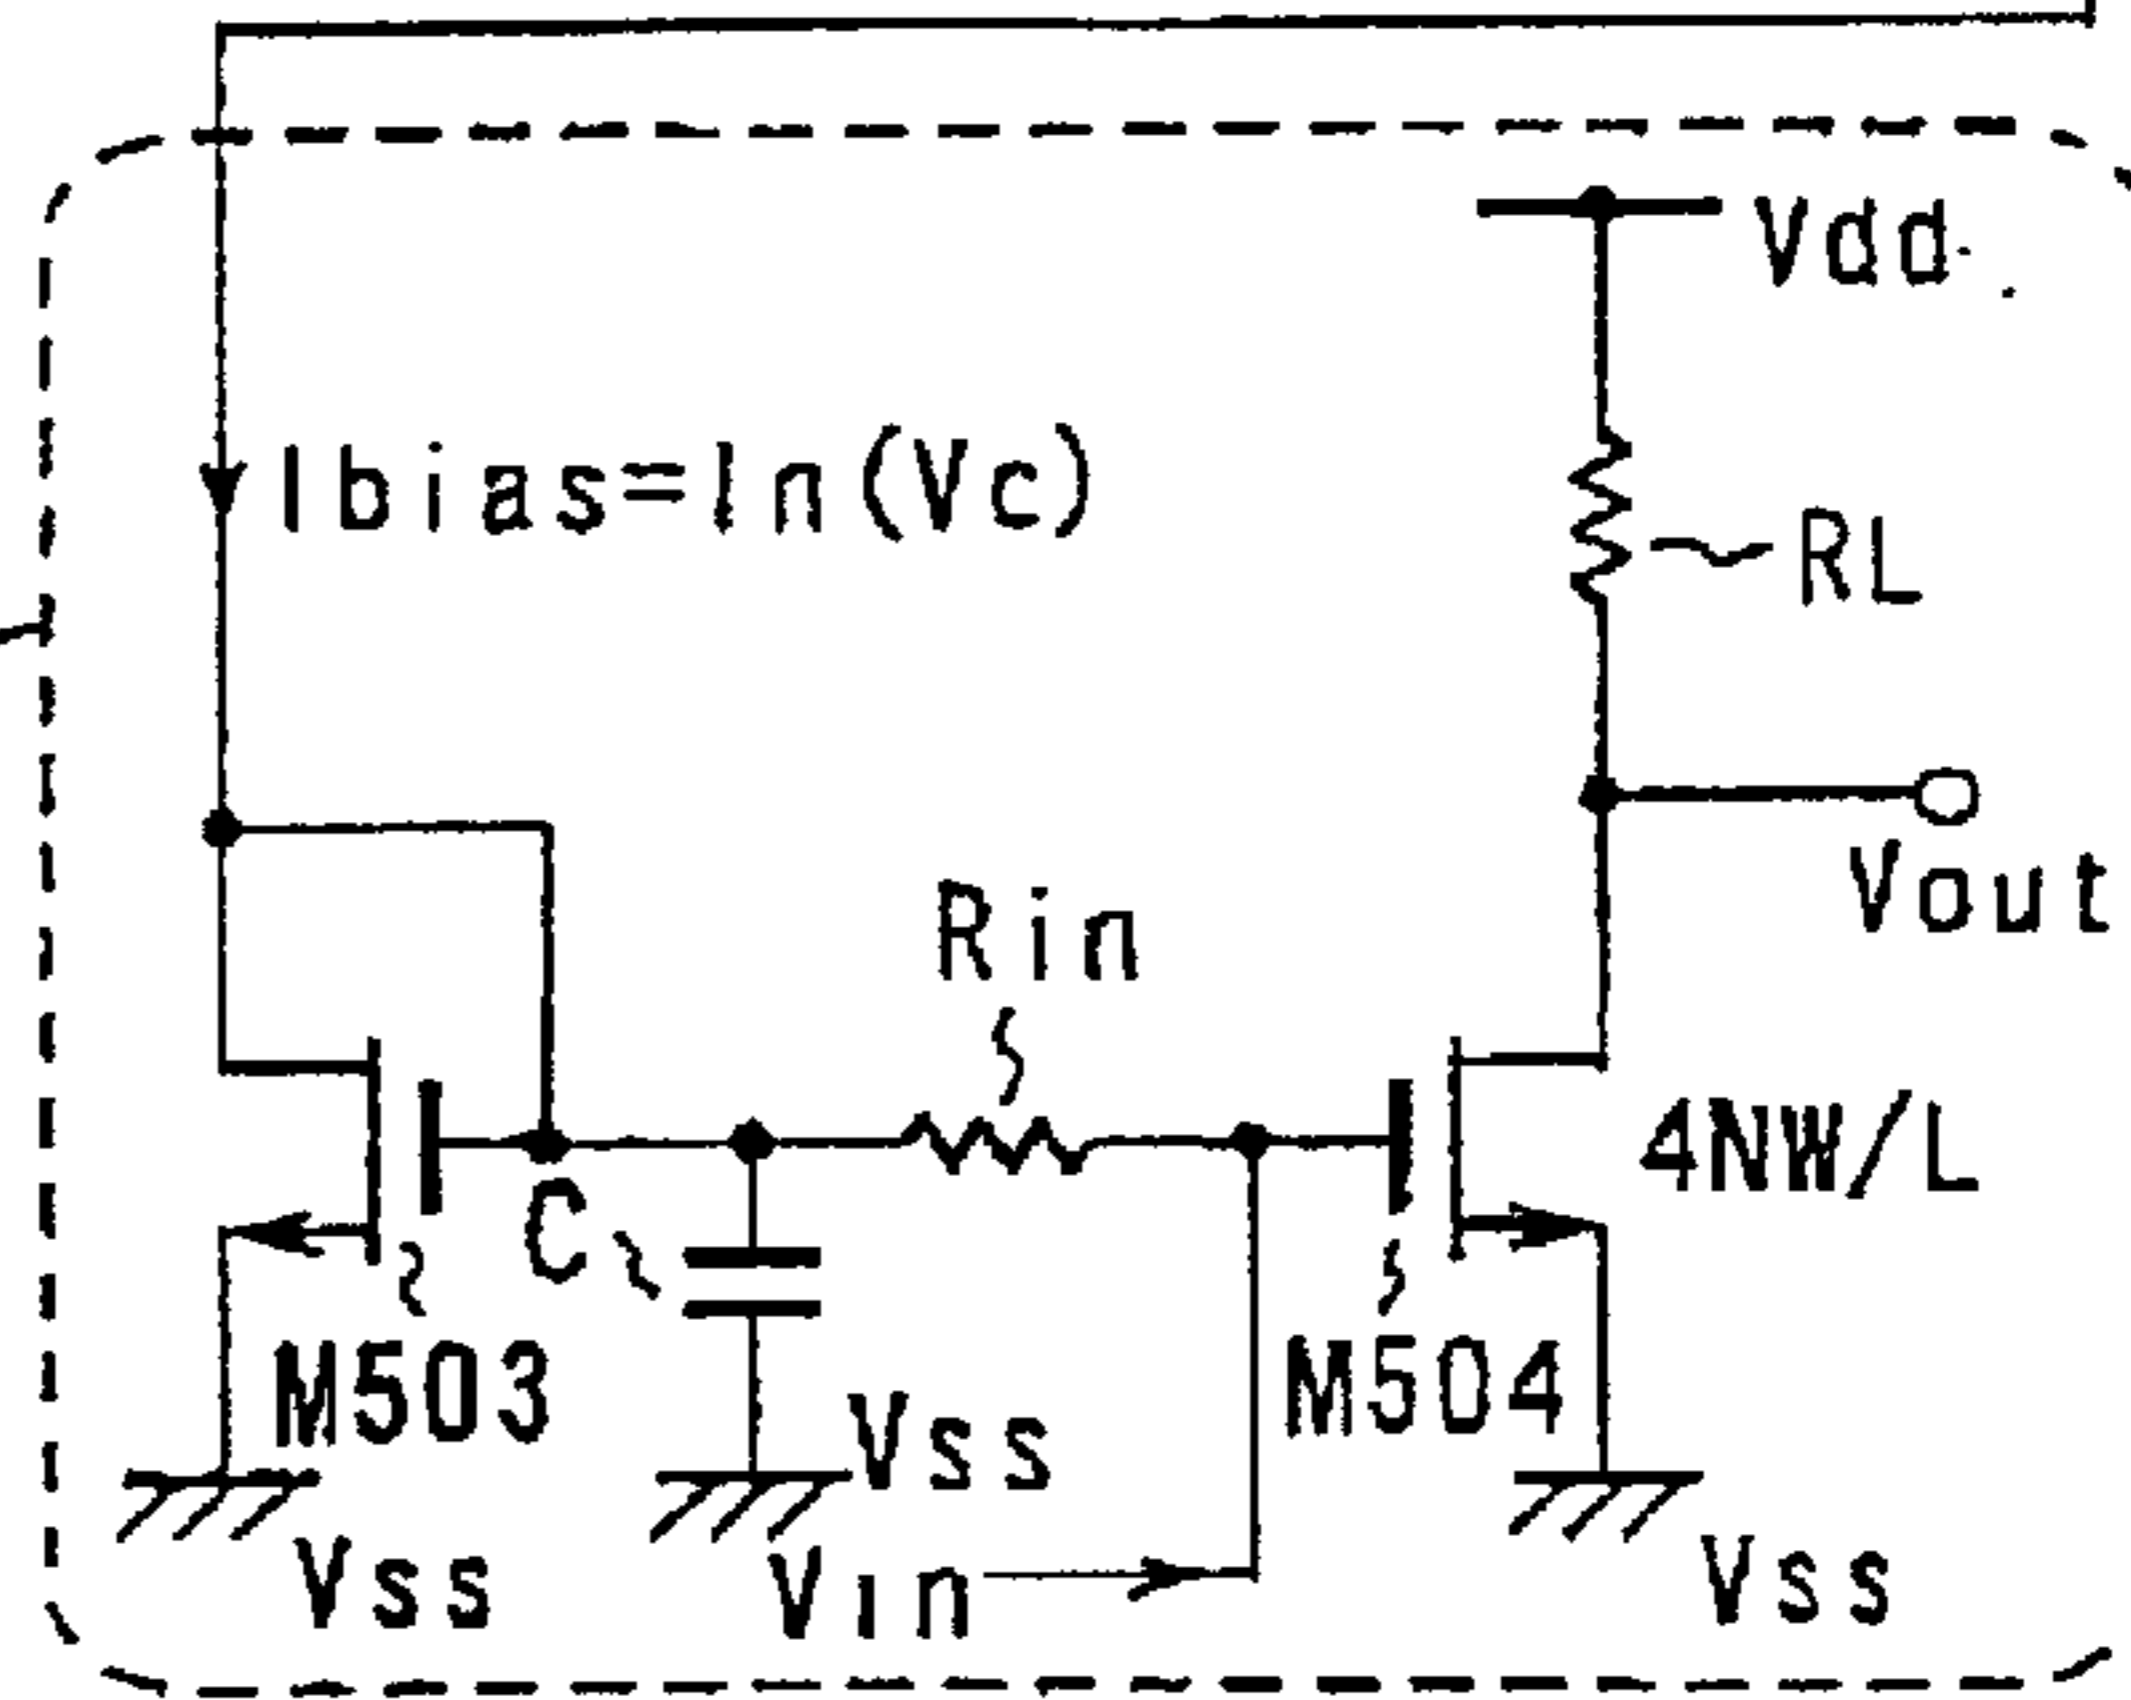 Vdd
Ibias=In(Vc)
RL
Vout
Rin
4NW/L
C
M503
M504
Vss
Vss
Vin
Vss